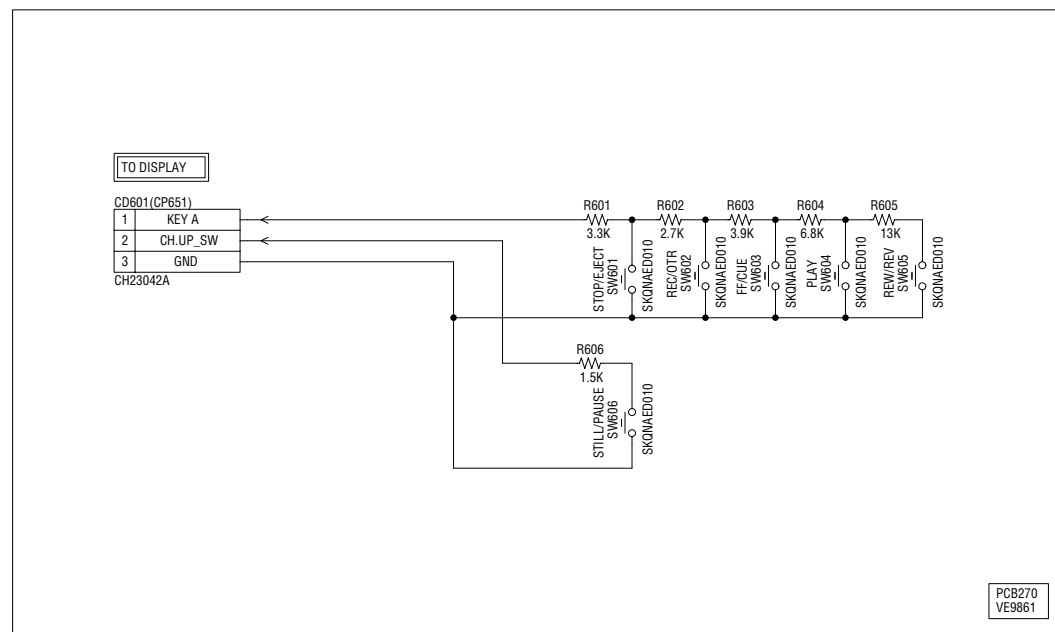 TO DISPLAY
CD601(CP651)
1 KEY A
2 CH.UP_SW
3 GND
CH23042A
R601
3.3K
R602
2.7K
R603
3.9K
R604
6.8K
R605
13K
STOP/EJECT
SW601
SKQNAED010
REC/OTR
SW602
SKQNAED010
FF/CUE
SW603
SKQNAED010
PLAY
SW604
SKQNAED010
REW/REV
SW605
SKQNAED010
R606
1.5K
STILL/PAUSE
SW606
SKQNAED010
PCB270
VE9861